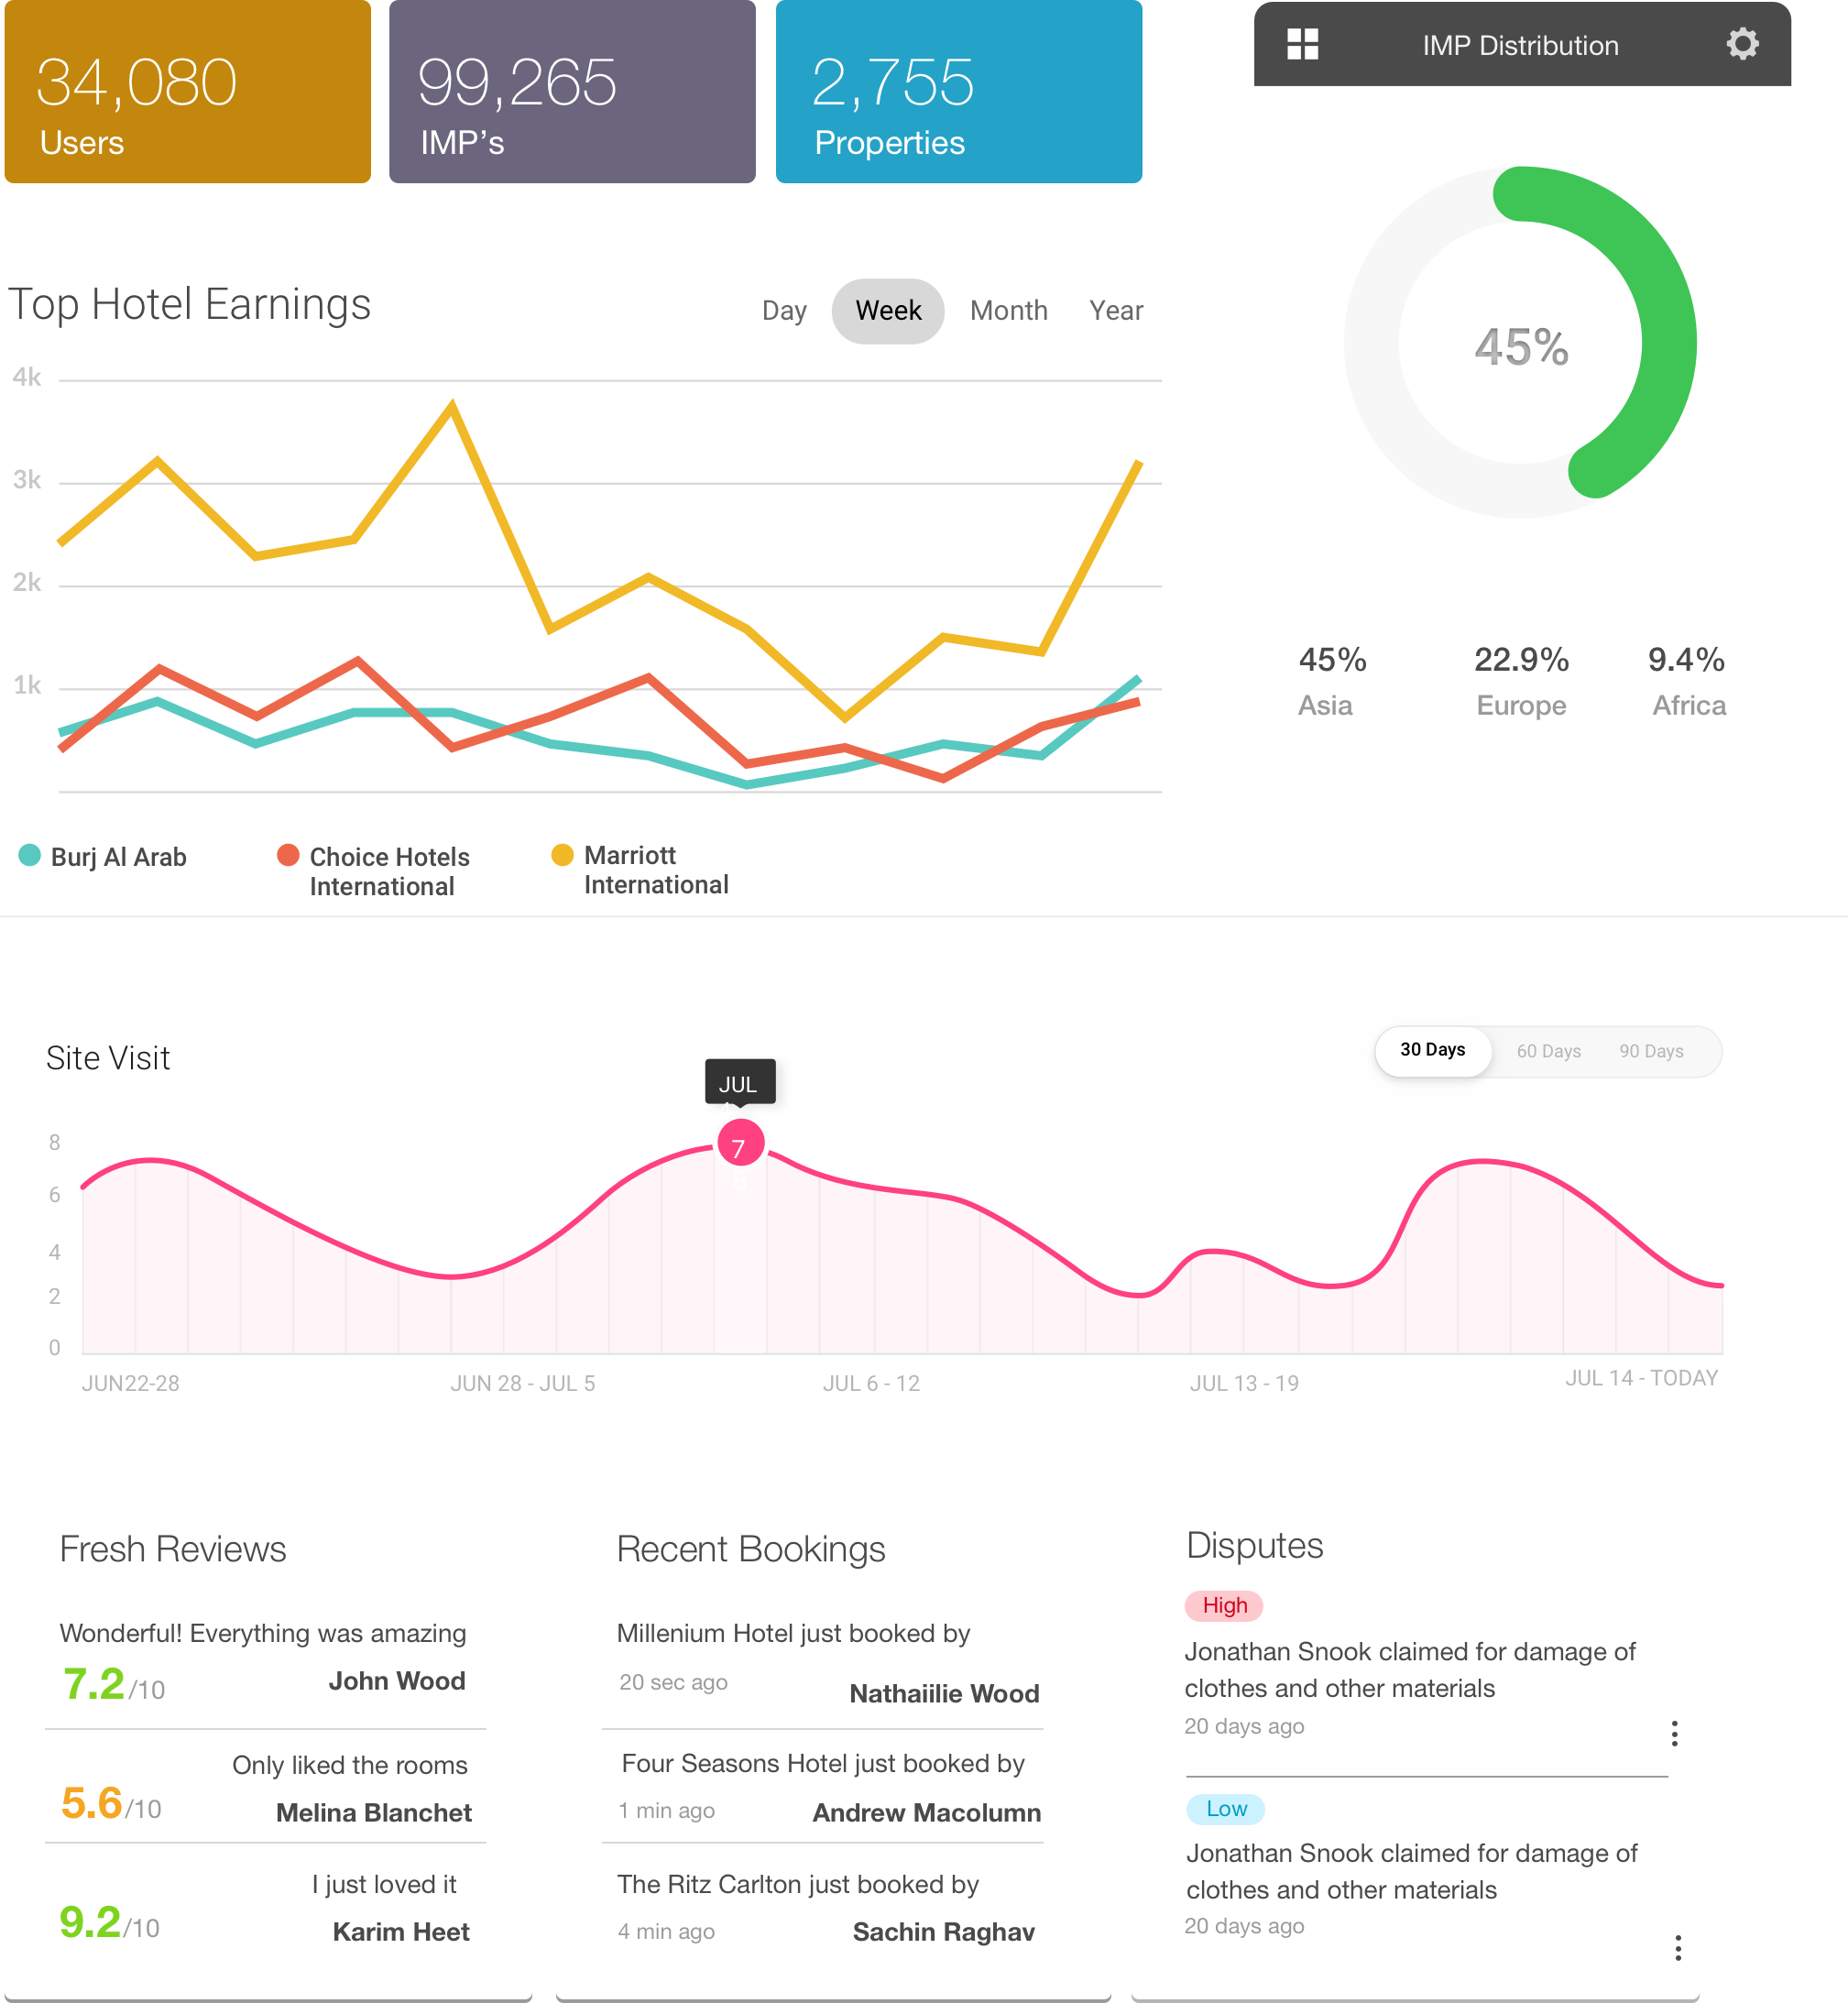 34,080
Users
99,265
IMP's
2,755
Properties
IMP Distribution
45%
45%
Asia
22.9%
Europe
9.4%
Africa
Top Hotel Earnings
Day
Week
Month
Year
4k
3k
2k
1k
Burj Al Arab
Choice Hotels
International
Marriott
International
Site Visit
30 Days
60 Days
90 Days
JUL
7
8
8
6
4
2
0
JUN22-28
JUN 28 - JUL 5
JUL 6 - 12
JUL 13 - 19
JUL 14 - TODAY
Fresh Reviews
Wonderful! Everything was amazing
7.2/10
John Wood
Only liked the rooms
5.6/10
Melina Blanchet
I just loved it
9.2/10
Karim Heet
Recent Bookings
Millenium Hotel just booked by
20 sec ago
Nathaiilie Wood
Four Seasons Hotel just booked by
1 min ago
Andrew Macolumn
The Ritz Carlton just booked by
4 min ago
Sachin Raghav
Disputes
High
Jonathan Snook claimed for damage of
clothes and other materials
20 days ago
Low
Jonathan Snook claimed for damage of
clothes and other materials
20 days ago